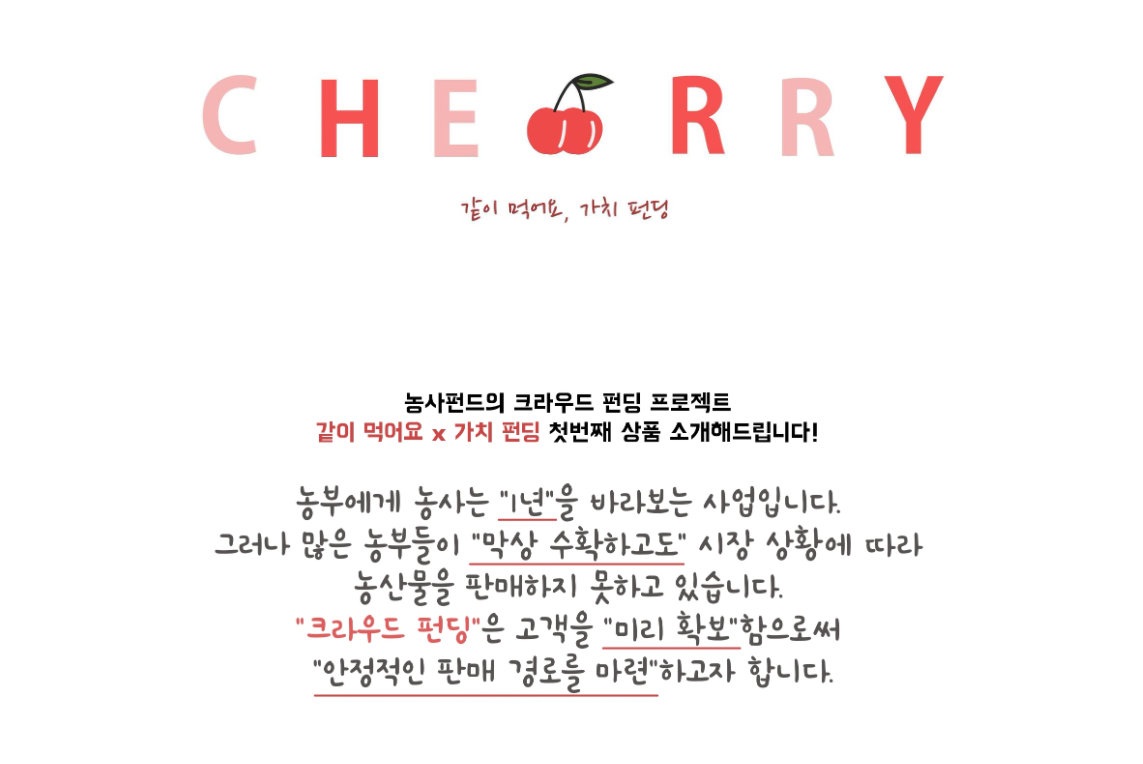 CHERRY
같이 먹어요, 가치 펀딩
농사펀드의 크라우드 펀딩 프로젝트
같이 먹어요 x 가치 펀딩 첫번째 상품 소개해드립니다!
농부에게 농사는 "1년"을 바라보는 사업입니다.
그러나 많은 농부들이 "막상 수확하고도" 시장 상황에 따라
농산물을 판매하지 못하고 있습니다.
"크라우드 펀딩"은 고객을 "미리 확보"함으로써
"안정적인 판매 경로를 마련"하고자 합니다.